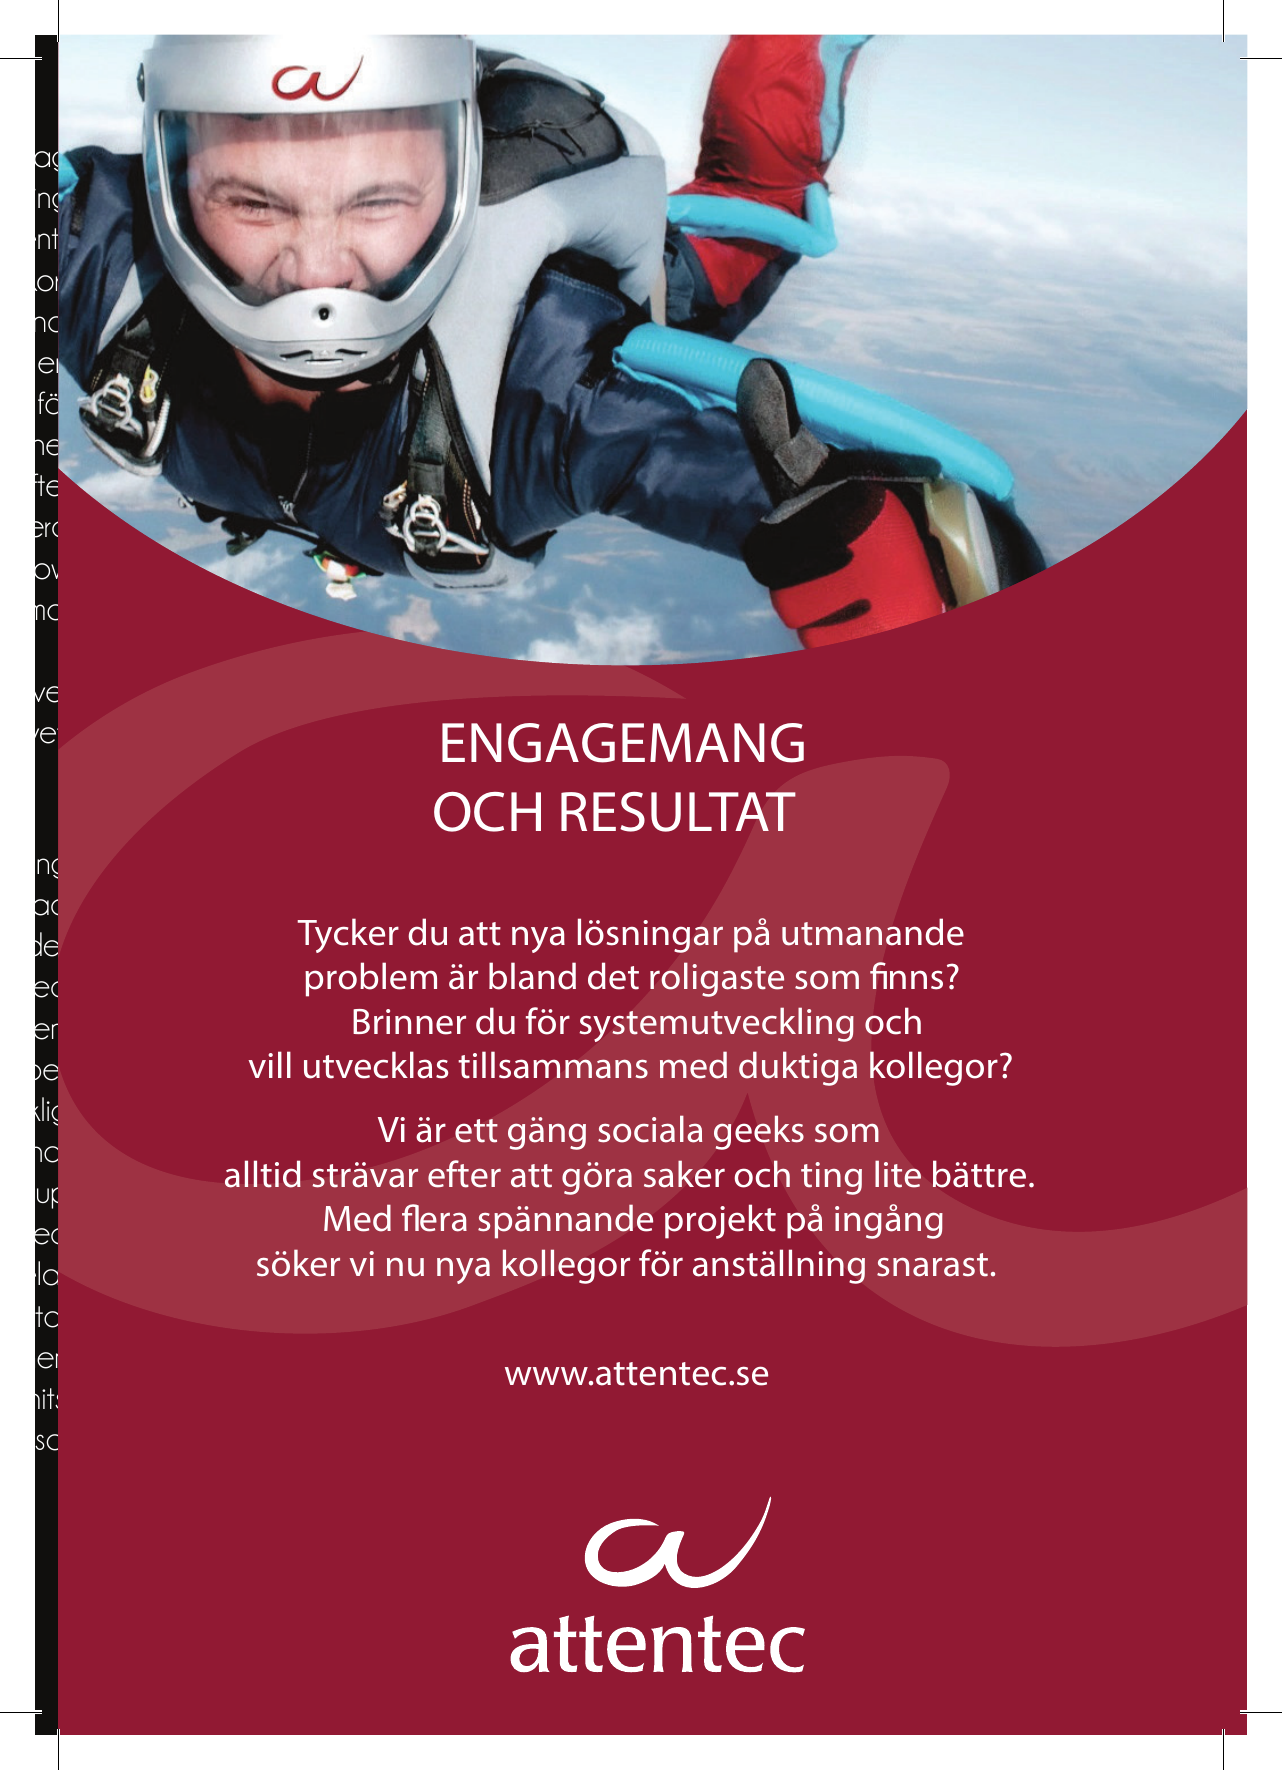 ENGAGEMANG
OCH RESULTAT
Tycker du att nya lösningar på utmanande
problem är bland det roligaste som finns?
Brinner du för systemutveckling och
vill utvecklas tillsammans med duktiga kollegor?
Vi är ett gäng sociala geeks som
alltid strävar efter att göra saker och ting lite bättre.
Med flera spännande projekt på ingång
söker vi nu nya kollegor för anställning snarast.
www.attentec.se
attentec